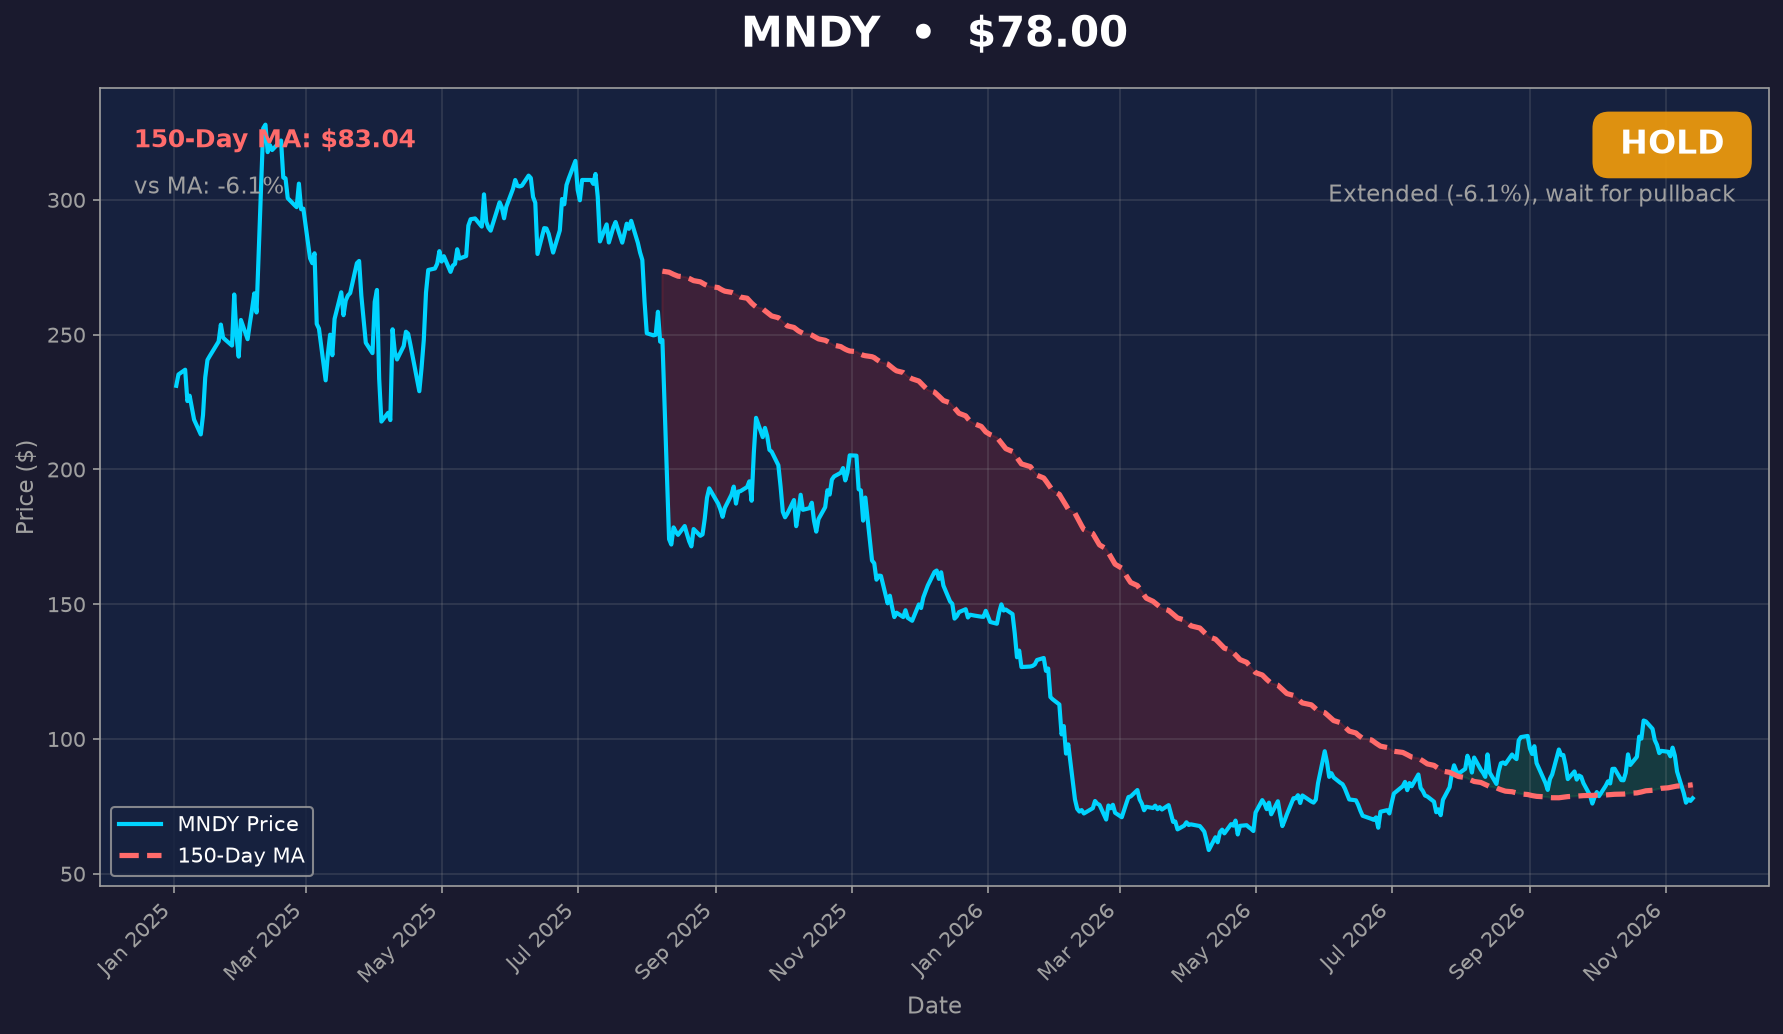 MNDY • $78.00
150-Day MA: $83.04
vs MA: -6.1%
HOLD
Extended (-6.1%), wait for pullback
Price ($)
300
250
200
150
100
50
MNDY Price
150-Day MA
Jan 2025
Mar 2025
May 2025
Jul 2025
Sep 2025
Nov 2025
Jan 2026
Mar 2026
May 2026
Jul 2026
Sep 2026
Nov 2026
Date